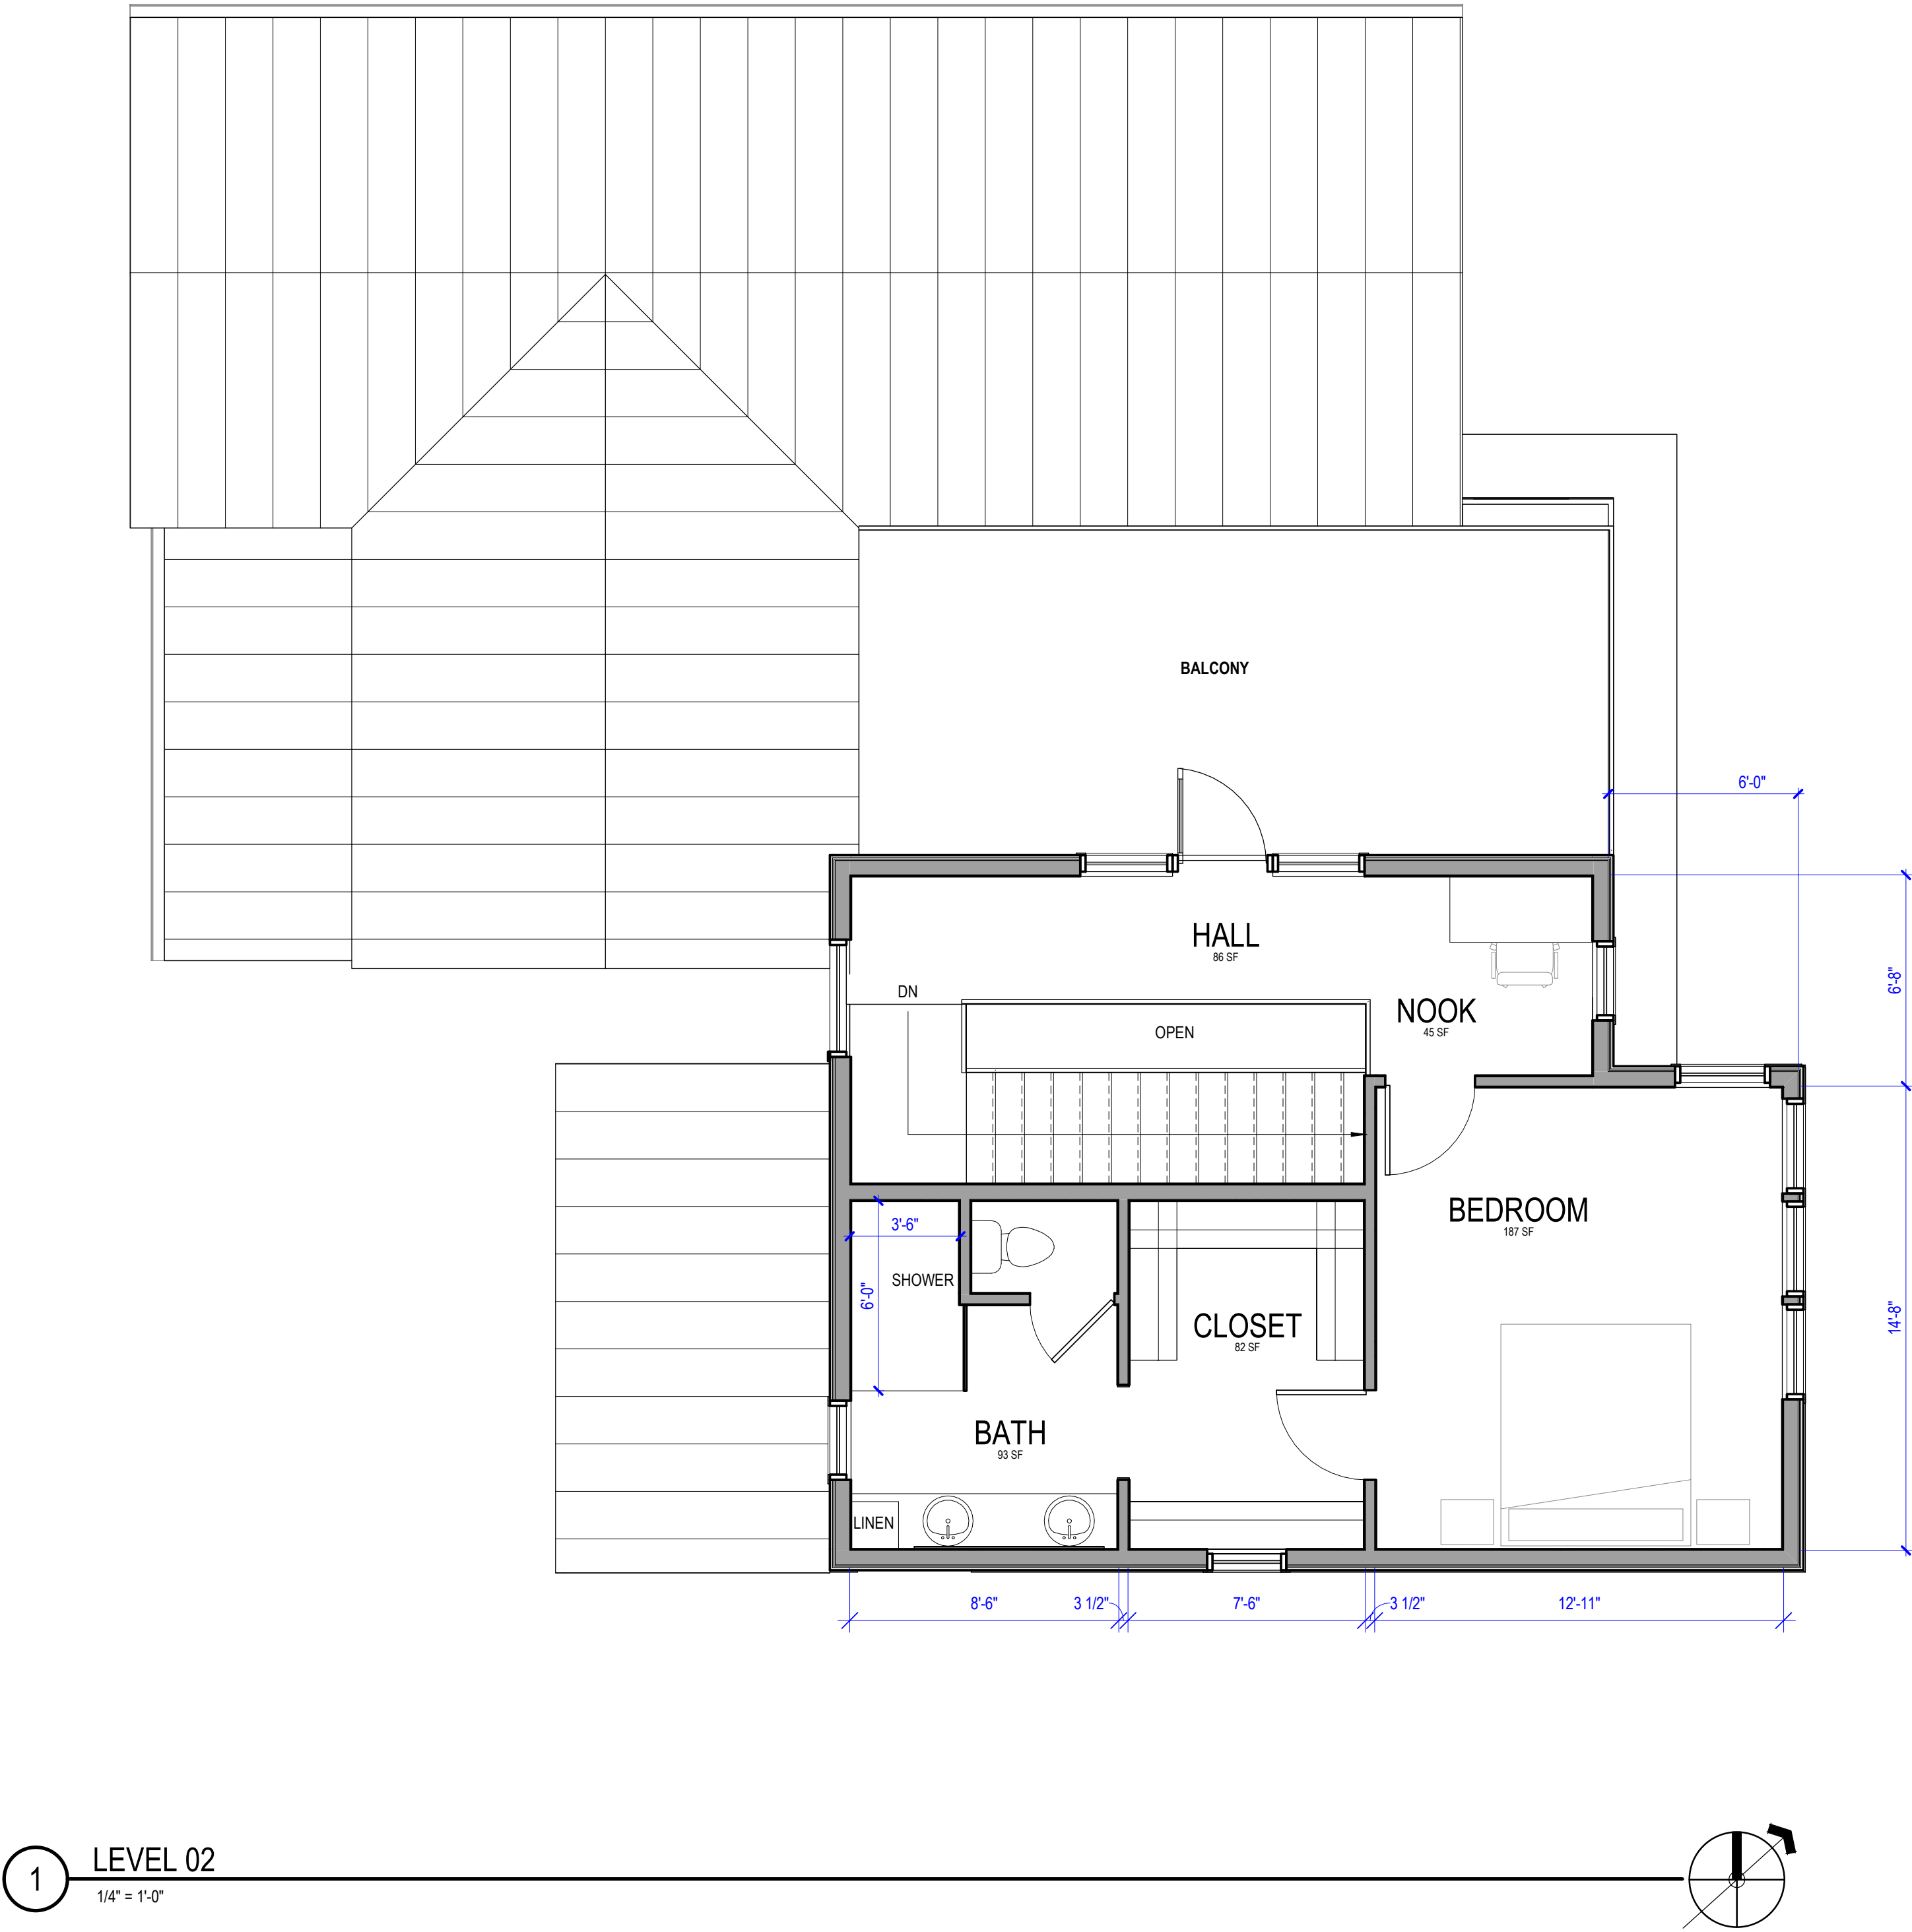 BALCONY
6'-0"
HALL
86 SF
6'-8"
DN
NOOK
45 SF
OPEN
BEDROOM
187 SF
3'-6"
SHOWER
6'-0"
CLOSET
82 SF
14'-8"
BATH
93 SF
LINEN
8'-6"
3 1/2"
7'-6"
3 1/2"
12'-11"
1
LEVEL 02
1/4" = 1'-0"